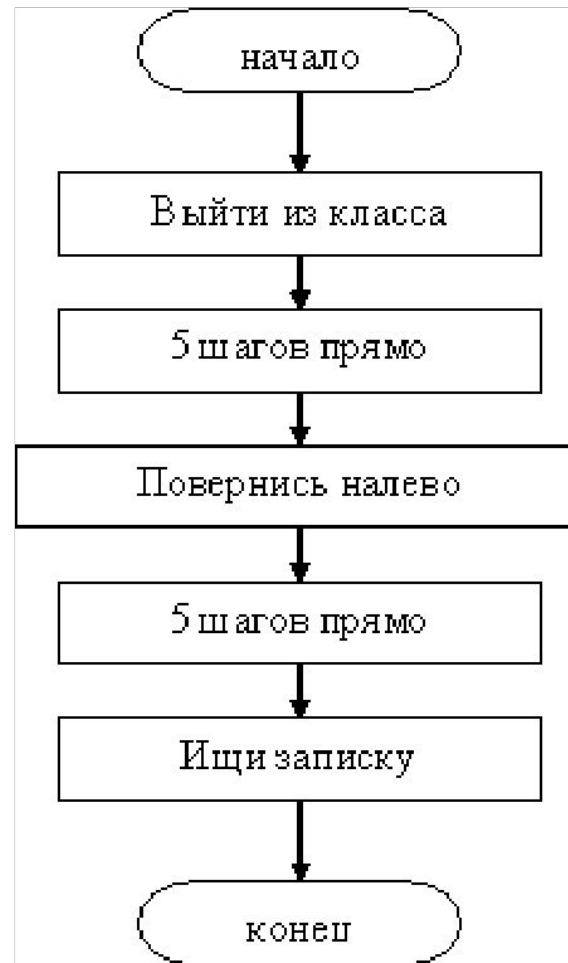 начало
Выйти из класса
5 шагов прямо
Повернись налево
5 шагов прямо
Ищи записку
конец